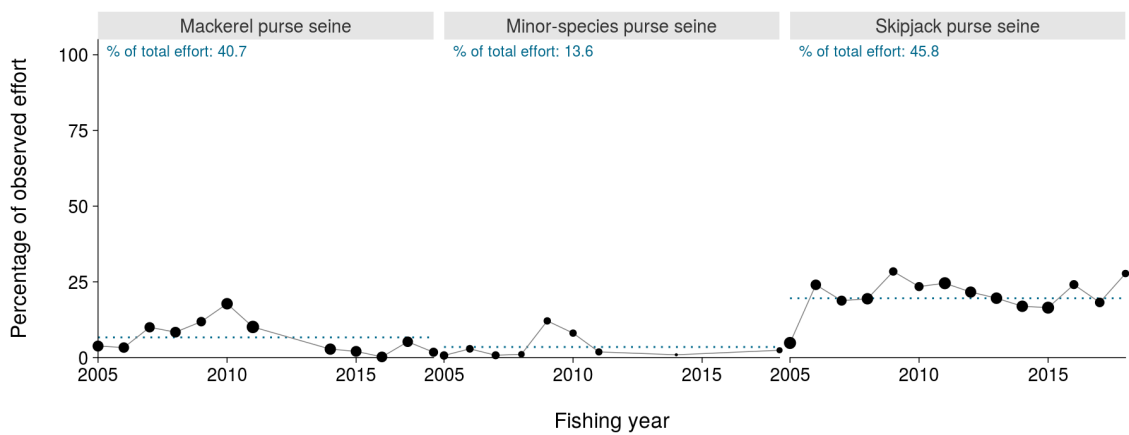 Mackerel purse seine
Minor-species purse seine
Skipjack purse seine
% of total effort: 40.7
% of total effort: 13.6
% of total effort: 45.8
Percentage of observed effort
100
75
50
25
0
2005 2010 2015
2005 2010 2015
2005 2010 2015
Fishing year